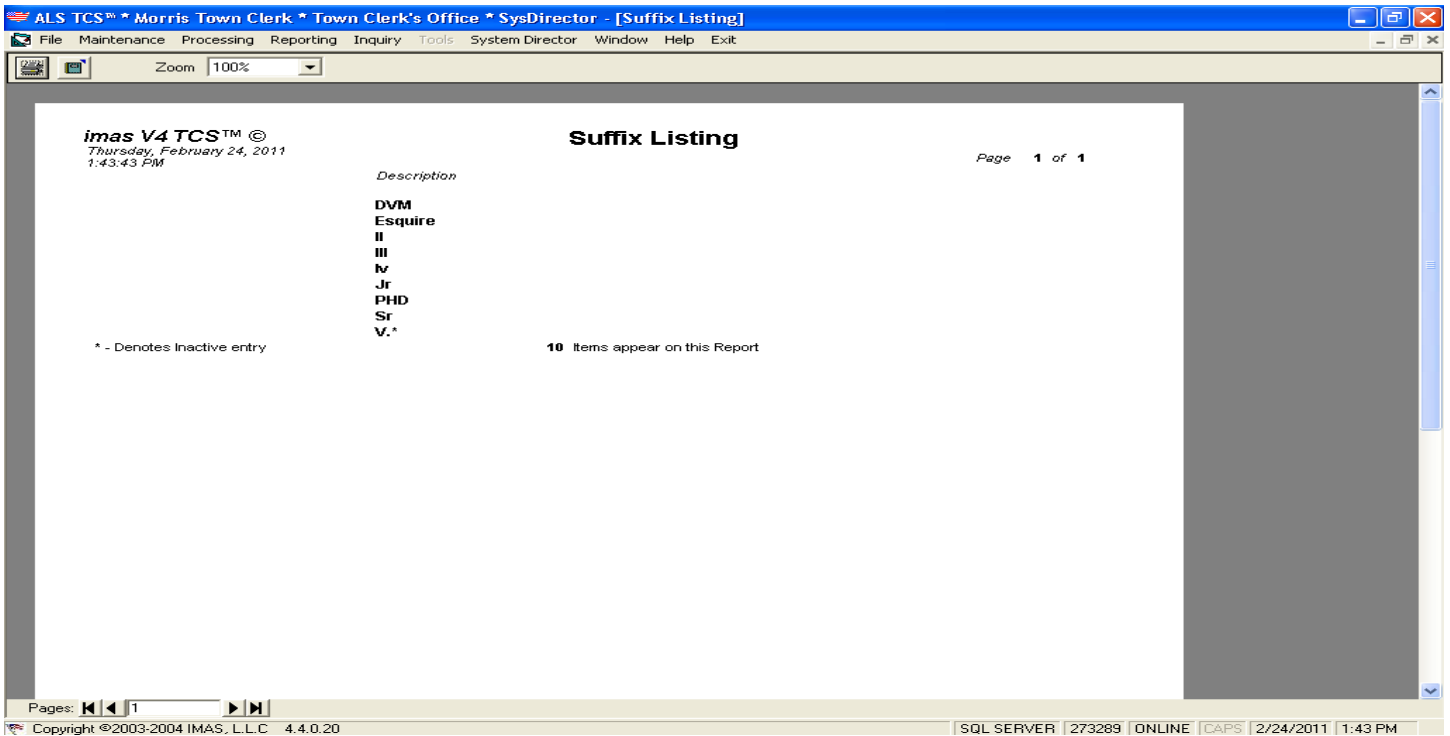 ALS TCS™ * Morris Town Clerk * Town Clerk's Office * SysDirector - [Suffix Listing]
File Maintenance Processing Reporting Inquiry Tools System Director Window Help Exit
Zoom 100%
imas V4 TCS™ ©
Suffix Listing
Thursday, February 24, 2011
1:43:43 PM
Page 1 of 1
Description
DVM
Esquire
II
III
Iv
Jr
PHD
Sr
V.*
* - Denotes Inactive entry
10 Items appear on this Report
Pages: 1
Copyright ©2003-2004 IMAS, L.L.C 4.4.0.20 SQL SERVER 273289 ONLINE CAPS 2/24/2011 1:43 PM